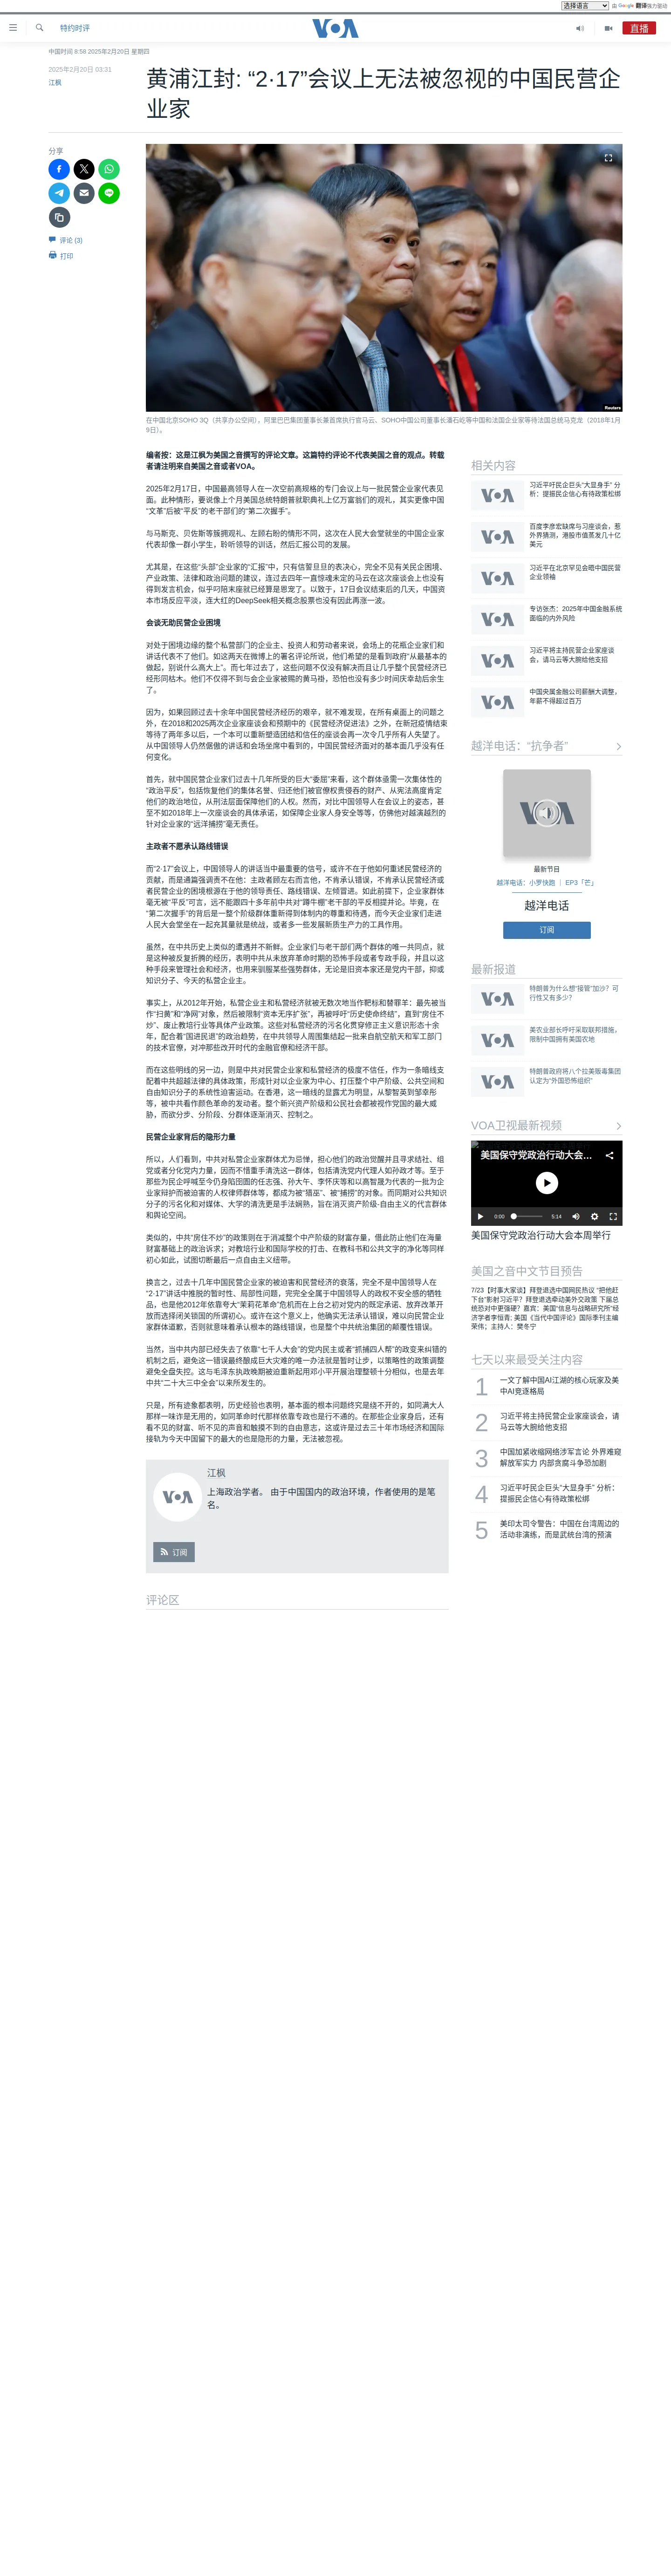 选择语言 由 Google 翻译强力驱动
特约时评
VOA
直播
中国时间 8:58 2025年2月20日 星期四
2025年2月20日 03:31
江枫
黄浦江封: “2·17”会议上无法被忽视的中国民营企
业家
分享
评论 (3)
打印
Reuters
在中国北京SOHO 3Q（共享办公空间），阿里巴巴集团董事长兼首席执行官马云、SOHO中国公司董事长潘石屹等中国和法国企业家等待法国总统马克龙（2018年1月
9日）。
编者按：这是江枫为美国之音撰写的评论文章。这篇特约评论不代表美国之音的观点。转载
者请注明来自美国之音或者VOA。
2025年2月17日，中国最高领导人在一次空前高规格的专门会议上与一批民营企业家代表见
面。此种情形，要说像上个月美国总统特朗普就职典礼上亿万富翁们的观礼，其实更像中国
“文革”后被“平反”的老干部们的“第二次握手”。
与马斯克、贝佐斯等簇拥观礼、左顾右盼的情形不同，这次在人民大会堂就坐的中国企业家
代表却像一群小学生，聆听领导的训话，然后汇报公司的发展。
尤其是，在这些“头部”企业家的“汇报”中，只有信誓旦旦的表决心，完全不见有关民企困境、
产业政策、法律和政治问题的建议，连过去四年一直惊魂未定的马云在这次座谈会上也没有
得到发言机会，似乎叼陪末座就已经算是恩宠了。以致于，17日会议结束后的几天，中国资
本市场反应平淡，连大红的DeepSeek相关概念股票也没有因此再涨一波。
会谈无助民营企业困境
对处于困境边缘的整个私营部门的企业主、投资人和劳动者来说，会场上的花瓶企业家们和
讲话代表不了他们。如这两天在微博上的署名评论所说，他们希望的是看到政府“从最基本的
做起，别说什么高大上”。而七年过去了，这些问题不仅没有解决而且让几乎整个民营经济已
经形同枯木。他们不仅得不到与会企业家被赐的黄马褂，恐怕也没有多少时间庆幸劫后余生
了。
因为，如果回顾过去十余年中国民营经济经历的艰辛，就不难发现，在所有桌面上的问题之
外，在2018和2025两次企业家座谈会和预期中的《民营经济促进法》之外，在新冠疫情结束
等待了两年多以后，一个本可以重新塑造团结和信任的座谈会再一次令几乎所有人失望了。
从中国领导人仍然倨傲的讲话和会场坐席中看到的，中国民营经济面对的基本面几乎没有任
何变化。
首先，就中国民营企业家们过去十几年所受的巨大“委屈”来看，这个群体亟需一次集体性的
“政治平反”，包括恢复他们的集体名誉、归还他们被官僚权贵侵吞的财产、从宪法高度肯定
他们的政治地位，从刑法层面保障他们的人权。然而，对比中国领导人在会议上的姿态，甚
至不如2018年上一次座谈会的具体承诺，如保障企业家人身安全等等，仿佛他对越演越烈的
针对企业家的“远洋捕捞”毫无责任。
主政者不愿承认路线错误
而“2·17”会议上，中国领导人的讲话当中最重要的信号，或许不在于他如何重述民营经济的
贡献，而是通篇强调责不在他：主政者顾左右而言他，不肯承认错误，不肯承认民营经济或
者民营企业的困境根源在于他的领导责任、路线错误、左倾冒进。如此前提下，企业家群体
毫无被“平反”可言，远不能跟四十多年前中共对“蹲牛棚”老干部的平反相提并论。毕竟，在
“第二次握手”的背后是一整个阶级群体重新得到体制内的尊重和待遇，而今天企业家们走进
人民大会堂坐在一起充其量就是统战，或者多一些发展新质生产力的工具作用。
虽然，在中共历史上类似的遭遇并不新鲜。企业家们与老干部们两个群体的唯一共同点，就
是这种被反复折腾的经历，表明中共从未放弃革命时期的恐怖手段或者专政手段，并且以这
种手段来管理社会和经济，也用来驯服某些强势群体，无论是旧资本家还是党内干部，抑或
知识分子、今天的私营企业主。
事实上，从2012年开始，私营企业主和私营经济就被无数次地当作靶标和替罪羊：最先被当
作“扫黄”和“净网”对象，然后被限制“资本无序扩张”，再被呼吁“历史使命终结”，直到“房住不
炒”、废止教培行业等具体产业政策。这些对私营经济的污名化贯穿修正主义意识形态十余
年，配合着“国进民退”的政治趋势，在中共领导人周围集结起一批来自航空航天和军工部门
的技术官僚，对冲那些改开时代的金融官僚和经济干部。
而在这些明线的另一边，则是中共对民营企业家和私营经济的极度不信任，作为一条暗线支
配着中共超越法律的具体政策，形成针对以企业家为中心、打压整个中产阶级、公共空间和
自由知识分子的系统性迫害运动。在香港，这一暗线的显露尤为明显，从黎智英到邹幸彤
等，被中共看作颜色革命的发动者。整个新兴资产阶级和公民社会都被视作党国的最大威
胁，而欲分步、分阶段、分群体逐渐消灭、控制之。
民营企业家背后的隐形力量
所以，人们看到，中共对私营企业家群体尤为忌惮，担心他们的政治觉醒并且寻求结社、组
党或者分化党内力量，因而不惜重手清洗这一群体，包括清洗党内代理人如孙政才等。至于
那些为民企呼喊至今仍身陷囹圄的任志强、孙大午、李怀庆等和以高智晟为代表的一批为企
业家辩护而被迫害的人权律师群体等，都成为被“猎巫”、被“捕捞”的对象。而同期对公共知识
分子的污名化和对媒体、大学的清洗更是手法娴熟，旨在消灭资产阶级-自由主义的代言群体
和舆论空间。
类似的，中共“房住不炒”的政策则在于消减整个中产阶级的财富存量，借此防止他们在海量
财富基础上的政治诉求；对教培行业和国际学校的打击、在教科书和公共文字的净化等同样
初心如此，试图切断最后一点自由主义纽带。
换言之，过去十几年中国民营企业家的被迫害和民营经济的衰落，完全不是中国领导人在
“2·17”讲话中推脱的暂时性、局部性问题，完完全全属于中国领导人的政权不安全感的牺牲
品，也是他2012年依靠夸大“茉莉花革命”危机而在上台之初对党内的既定承诺、放弃改革开
放而选择闭关锁国的所谓初心。或许在这个意义上，他确实无法承认错误，难以向民营企业
家群体道歉，否则就意味着承认根本的路线错误，也是整个中共统治集团的颠覆性错误。
当然，当中共内部已经失去了依靠“七千人大会”的党内民主或者“抓捕四人帮”的政变来纠错的
机制之后，避免这一错误最终酿成巨大灾难的唯一办法就是暂时让步，以策略性的政策调整
避免全盘失控。这与毛泽东执政晚期被迫重新起用邓小平开展治理整顿十分相似，也是去年
中共“二十大三中全会”以来所发生的。
只是，所有迹象都表明，历史经验也表明，基本面的根本问题终究是绕不开的，如同满大人
那样一味诈是无用的，如同革命时代那样依靠专政也是行不通的。在那些企业家身后，还有
看不见的财富、听不见的声音和触摸不到的自由意志，这或许是过去三十年市场经济和国际
接轨为今天中国留下的最大的也是隐形的力量，无法被忽视。
江枫
上海政治学者。 由于中国国内的政治环境，作者使用的是笔
名。
订阅
评论区
相关内容
习近平吁民企巨头“大显身手” 分
析：提振民企信心有待政策松绑
百度李彦宏缺席与习座谈会，惹
外界猜测，港股市值蒸发几十亿
美元
习近平在北京罕见会晤中国民营
企业领袖
专访张杰：2025年中国金融系统
面临的内外风险
习近平将主持民营企业家座谈
会，请马云等大腕给他支招
中国央属金融公司薪酬大调整，
年薪不得超过百万
越洋电话：“抗争者”
最新节目
越洋电话：小罗快跑 ｜ EP3「芒」
越洋电话
订阅
最新报道
特朗普为什么想“接管”加沙？可
行性又有多少？
美农业部长呼吁采取联邦措施，
限制中国拥有美国农地
特朗普政府将八个拉美贩毒集团
认定为“外国恐怖组织”
VOA卫视最新视频
美国保守党政治行动大会…
0:00 5:14
美国保守党政治行动大会本周举行
美国之音中文节目预告
7/23【时事大家谈】拜登退选中国网民热议 “把他赶
下台”影射习近平？拜登退选牵动美外交政策 下届总
统恐对中更强硬？嘉宾：美国“信息与战略研究所”经
济学者李恒青; 美国《当代中国评论》国际季刊主编
荣伟；主持人：樊冬宁
七天以来最受关注内容
1 一文了解中国AI江湖的核心玩家及美
中AI竞逐格局
2 习近平将主持民营企业家座谈会，请
马云等大腕给他支招
3 中国加紧收缩网络涉军言论 外界难窥
解放军实力 内部贪腐斗争恐加剧
4 习近平吁民企巨头“大显身手” 分析：
提振民企信心有待政策松绑
5 美印太司令警告：中国在台湾周边的
活动非演练，而是武统台湾的预演